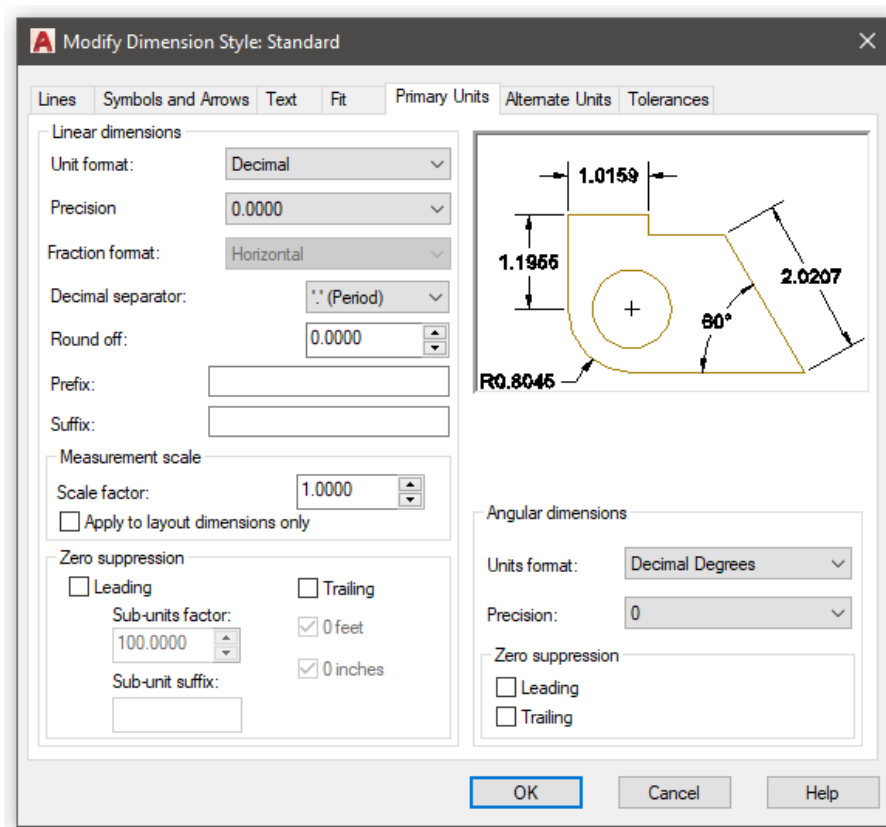 Modify Dimension Style: Standard
Lines Symbols and Arrows Text Fit Primary Units Alternate Units Tolerances
Linear dimensions
Unit format: Decimal
Precision 0.0000
Fraction format: Horizontal
Decimal separator: '.' (Period)
Round off: 0.0000
Prefix:
Suffix:
Measurement scale
Scale factor: 1.0000
Apply to layout dimensions only
Zero suppression
Leading
Trailing
Sub-units factor:
100.0000
0 feet
0 inches
Sub-unit suffix:
1.0159
1.1955
2.0207
60°
R0.8045
Angular dimensions
Units format: Decimal Degrees
Precision: 0
Zero suppression
Leading
Trailing
OK Cancel Help